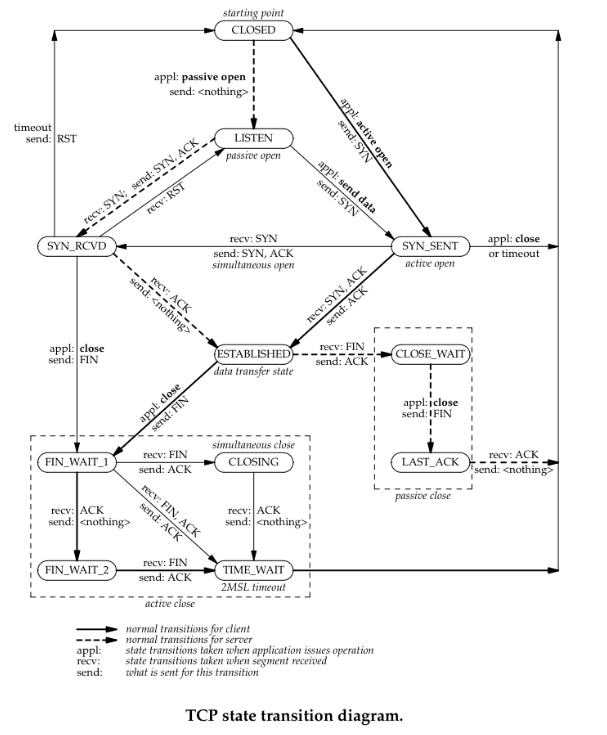 starting point
CLOSED
appl: passive open
send: <nothing>
appl: active open
send: SYN
timeout
send: RST
LISTEN
passive open
recv: SYN; send: SYN, ACK
recv: RST
appl: send data
send: SYN
SYN_RCVD
recv: SYN
send: SYN, ACK
simultaneous open
SYN_SENT
active open
appl: close
or timeout
recv: ACK
send: <nothing>
recv: SYN, ACK
send: ACK
appl: close
send: FIN
ESTABLISHED
data transfer state
recv: FIN
send: ACK
CLOSE_WAIT
appl: close
send: FIN
appl: close
send: FIN
simultaneous close
FIN_WAIT_1
recv: FIN
send: ACK
CLOSING
LAST_ACK
recv: ACK
send: <nothing>
passive close
recv: ACK
send: <nothing>
recv: FIN, ACK
send: ACK
recv: ACK
send: <nothing>
FIN_WAIT_2
recv: FIN
send: ACK
TIME_WAIT
2MSL timeout
active close
normal transitions for client
normal transitions for server
appl: state transitions taken when application issues operation
recv: state transitions taken when segment received
send: what is sent for this transition
TCP state transition diagram.